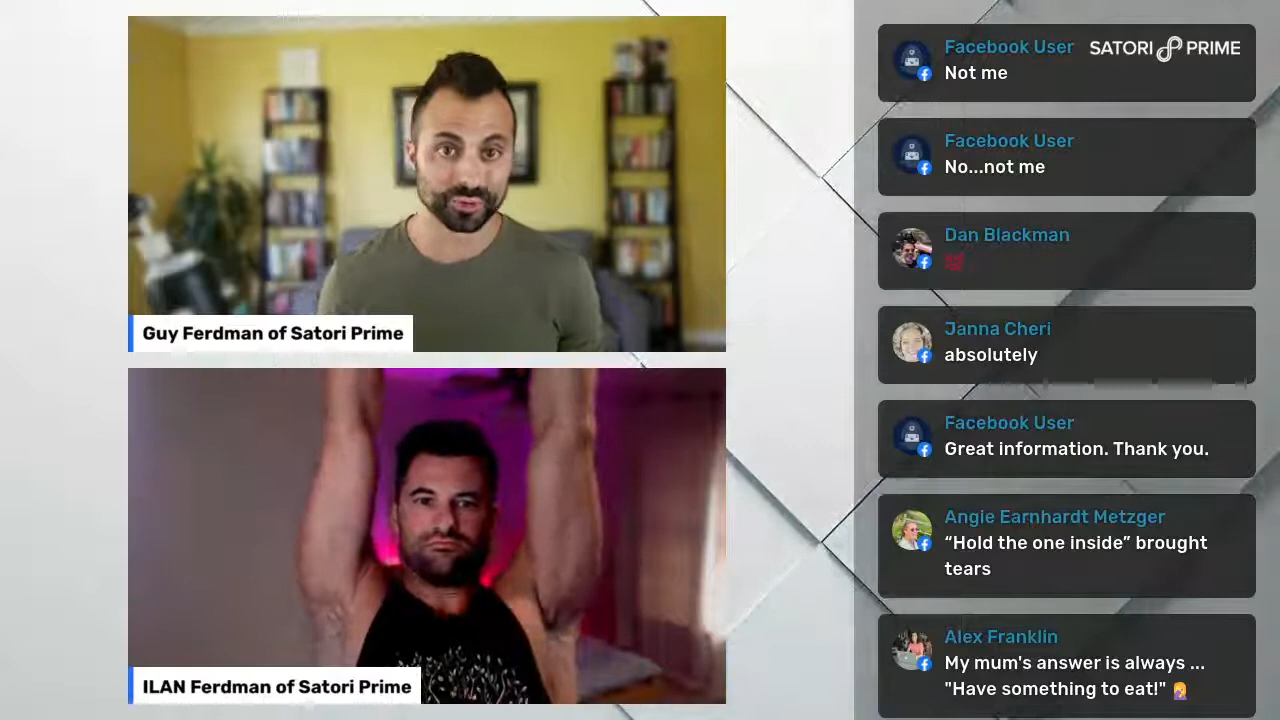 Guy Ferdman of Satori Prime
ILAN Ferdman of Satori Prime
SATORI PRIME
Facebook User
Not me
Facebook User
No...not me
Dan Blackman
💯
Janna Cheri
absolutely
Facebook User
Great information. Thank you.
Angie Earnhardt Metzger
“Hold the one inside” brought
tears
Alex Franklin
My mum's answer is always ...
"Have something to eat!" 🤦‍♀️